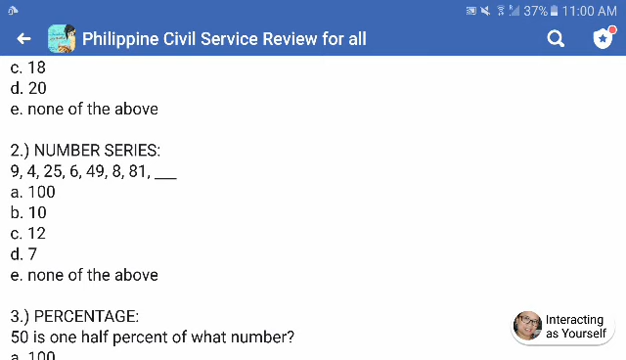 37% 11:00 AM
Philippine Civil Service Review for all
c. 18
d. 20
e. none of the above
2.) NUMBER SERIES:
9, 4, 25, 6, 49, 8, 81, ___
a. 100
b. 10
c. 12
d. 7
e. none of the above
3.) PERCENTAGE:
50 is one half percent of what number?
a. 100
Interacting
as Yourself